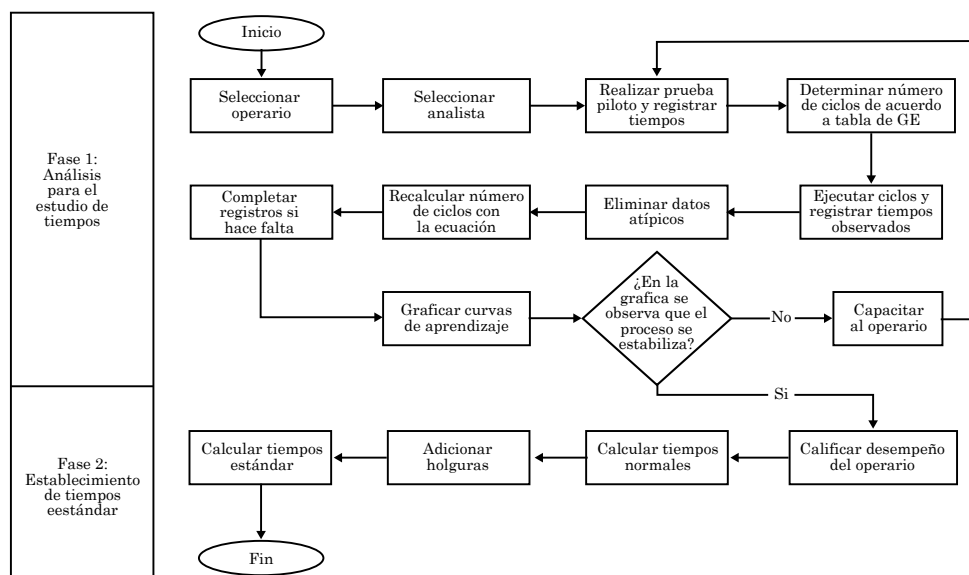 Inicio
Seleccionar
operario
Seleccionar
analista
Realizar prueba
piloto y registrar
tiempos
Determinar número
de ciclos de acuerdo
a tabla de GE
Fase 1:
Análisis
para el
estudio de
tiempos
Completar
registros si
hace falta
Recalcular número
de ciclos con
la ecuación
Eliminar datos
atípicos
Ejecutar ciclos y
registrar tiempos
observados
Graficar curvas
de aprendizaje
¿En la
grafica se
observa que el
proceso se
estabiliza?
No
Capacitar
al operario
Si
Fase 2:
Establecimiento
de tiempos
eestándar
Calcular tiempos
estándar
Adicionar
holguras
Calcular tiempos
normales
Calificar desempeño
del operario
Fin